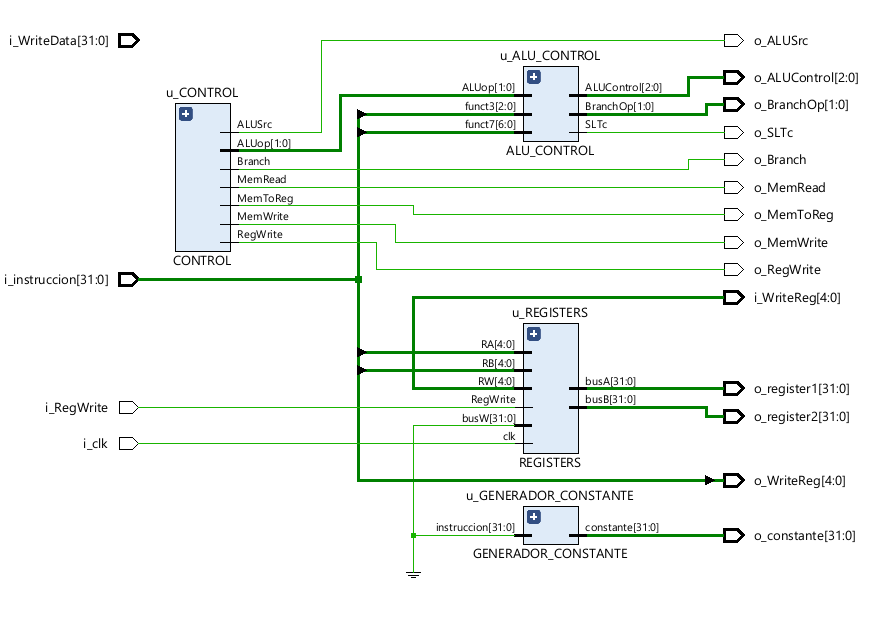 i_WriteData[31:0]
o_ALUSrc
u_ALU_CONTROL
o_ALUControl[2:0]
ALUop[1:0]
ALUControl[2:0]
u_CONTROL
o_BranchOp[1:0]
funct3[2:0]
BranchOp[1:0]
ALUSrc
funct7[6:0]
SLTc
o_SLTc
ALUop[1:0]
ALU_CONTROL
Branch
o_Branch
MemRead
o_MemRead
MemToReg
o_MemToReg
MemWrite
RegWrite
o_MemWrite
CONTROL
o_RegWrite
i_instruccion[31:0]
i_WriteReg[4:0]
u_REGISTERS
RA[4:0]
RB[4:0]
RW[4:0]
busA[31:0]
o_register1[31:0]
i_RegWrite
RegWrite
busB[31:0]
busW[31:0]
o_register2[31:0]
i_clk
clk
REGISTERS
o_WriteReg[4:0]
u_GENERADOR_CONSTANTE
instruccion[31:0]
constante[31:0]
o_constante[31:0]
GENERADOR_CONSTANTE